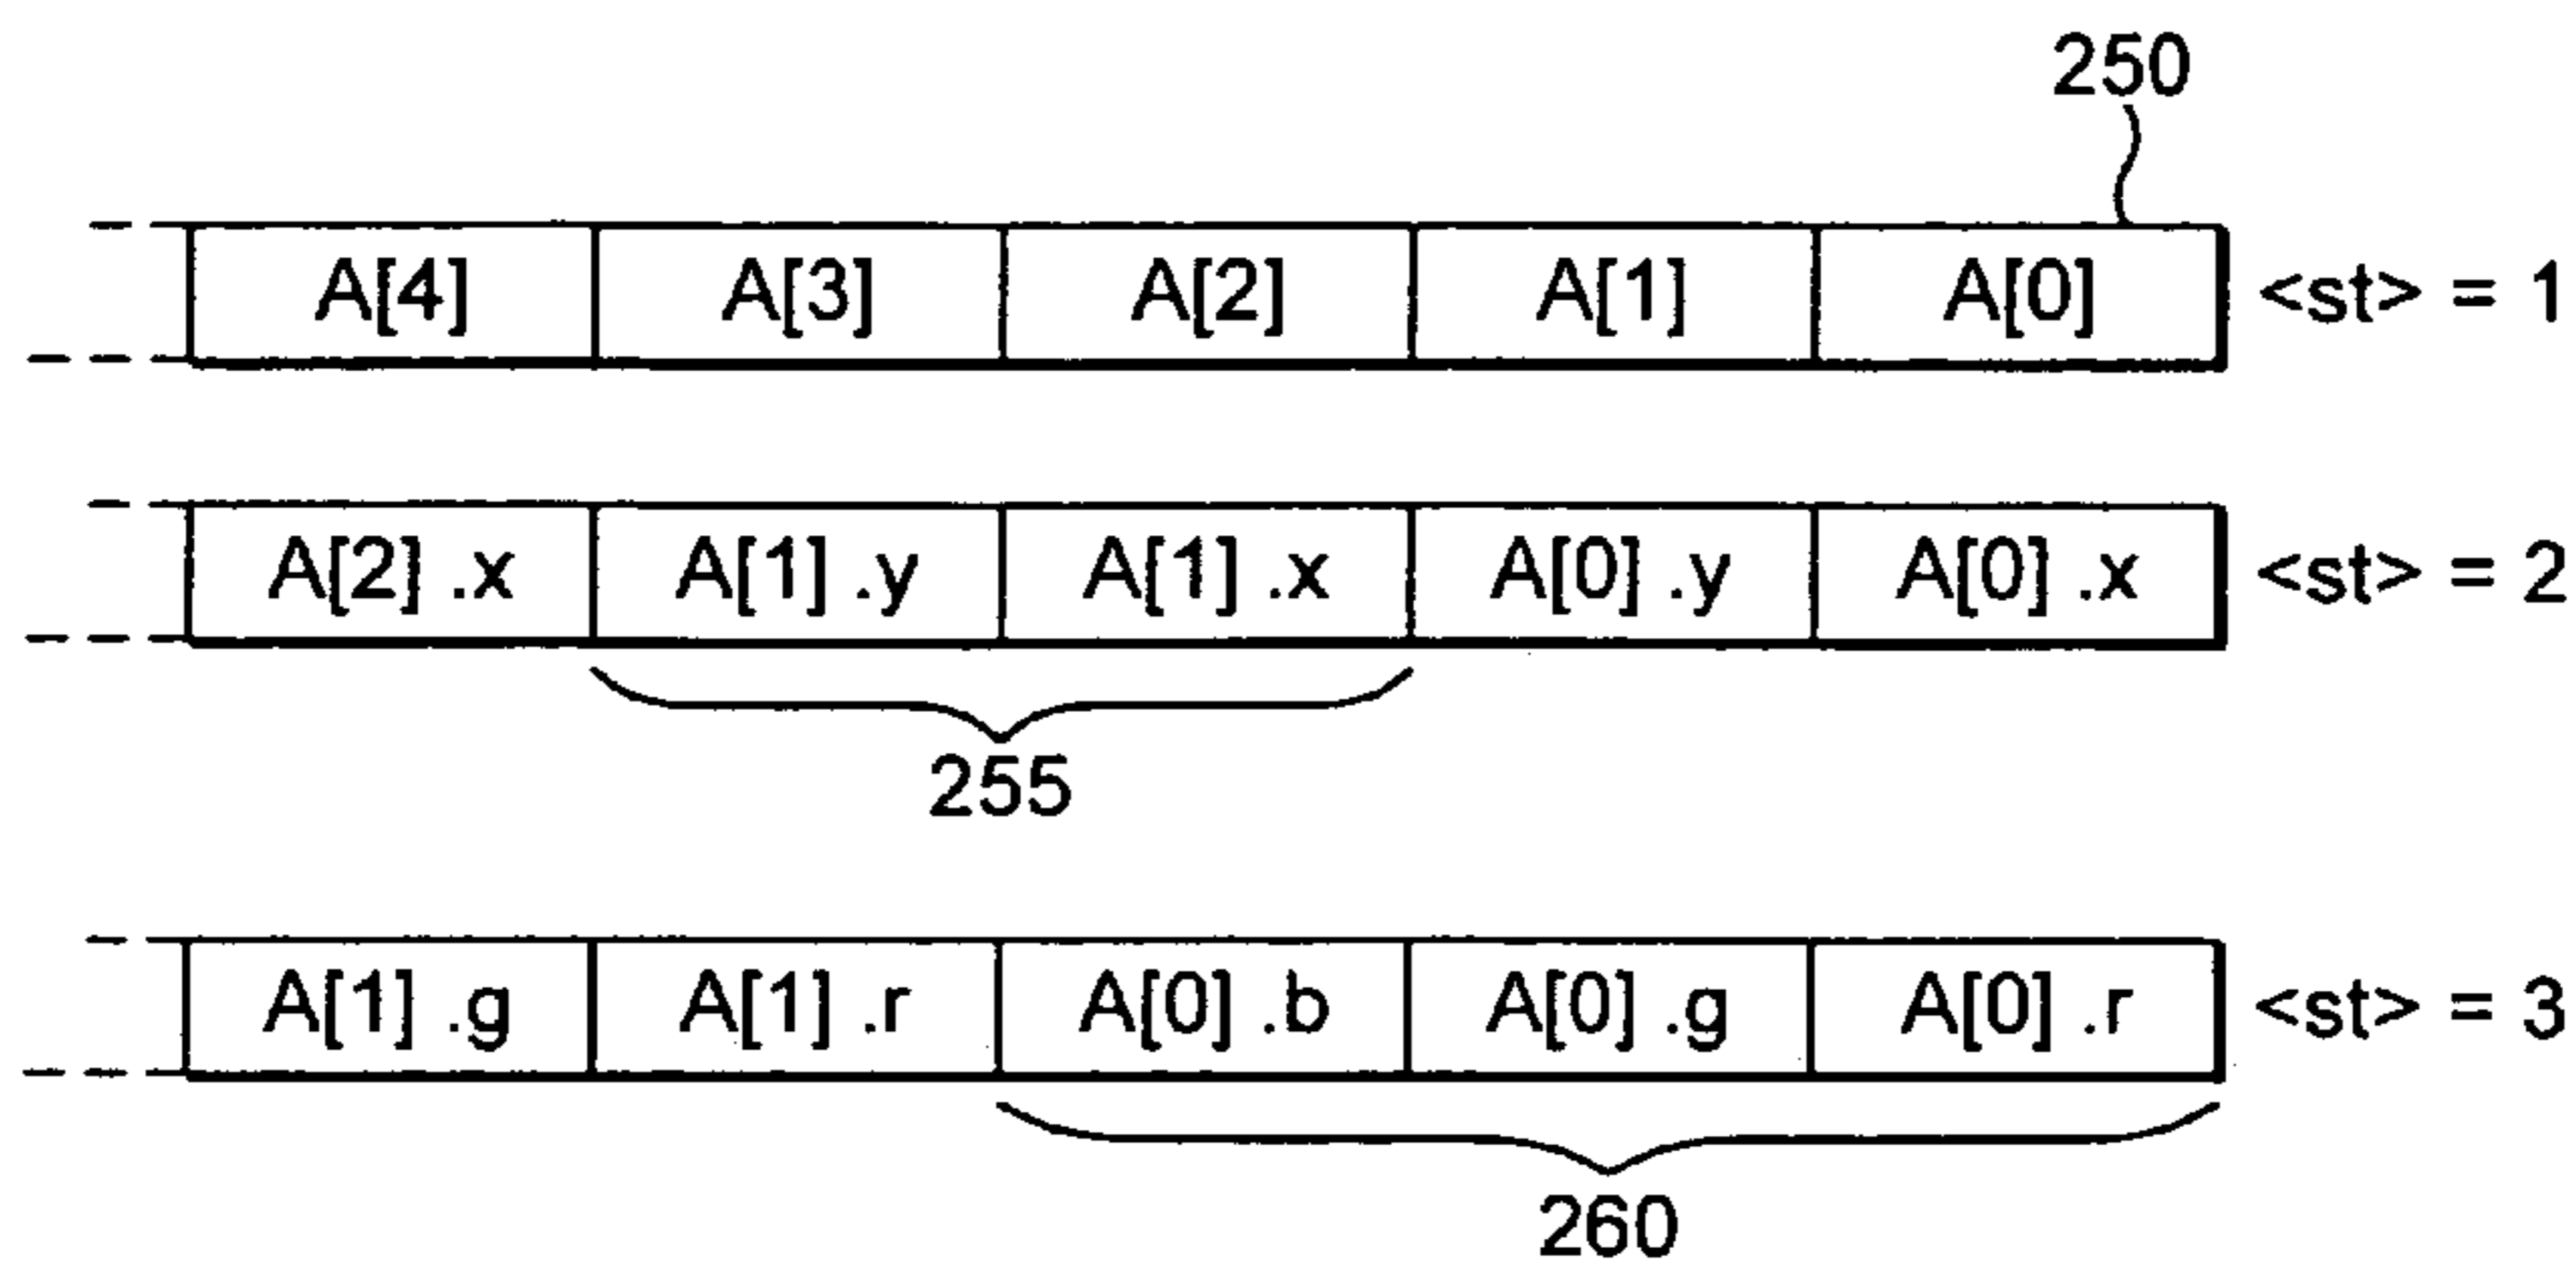 250
A[4] A[3] A[2] A[1] A[0] <st> = 1
A[2] .x A[1] .y A[1] .x A[0] .y A[0] .x <st> = 2
255
A[1] .g A[1] .r A[0] .b A[0] .g A[0] .r <st> = 3
260